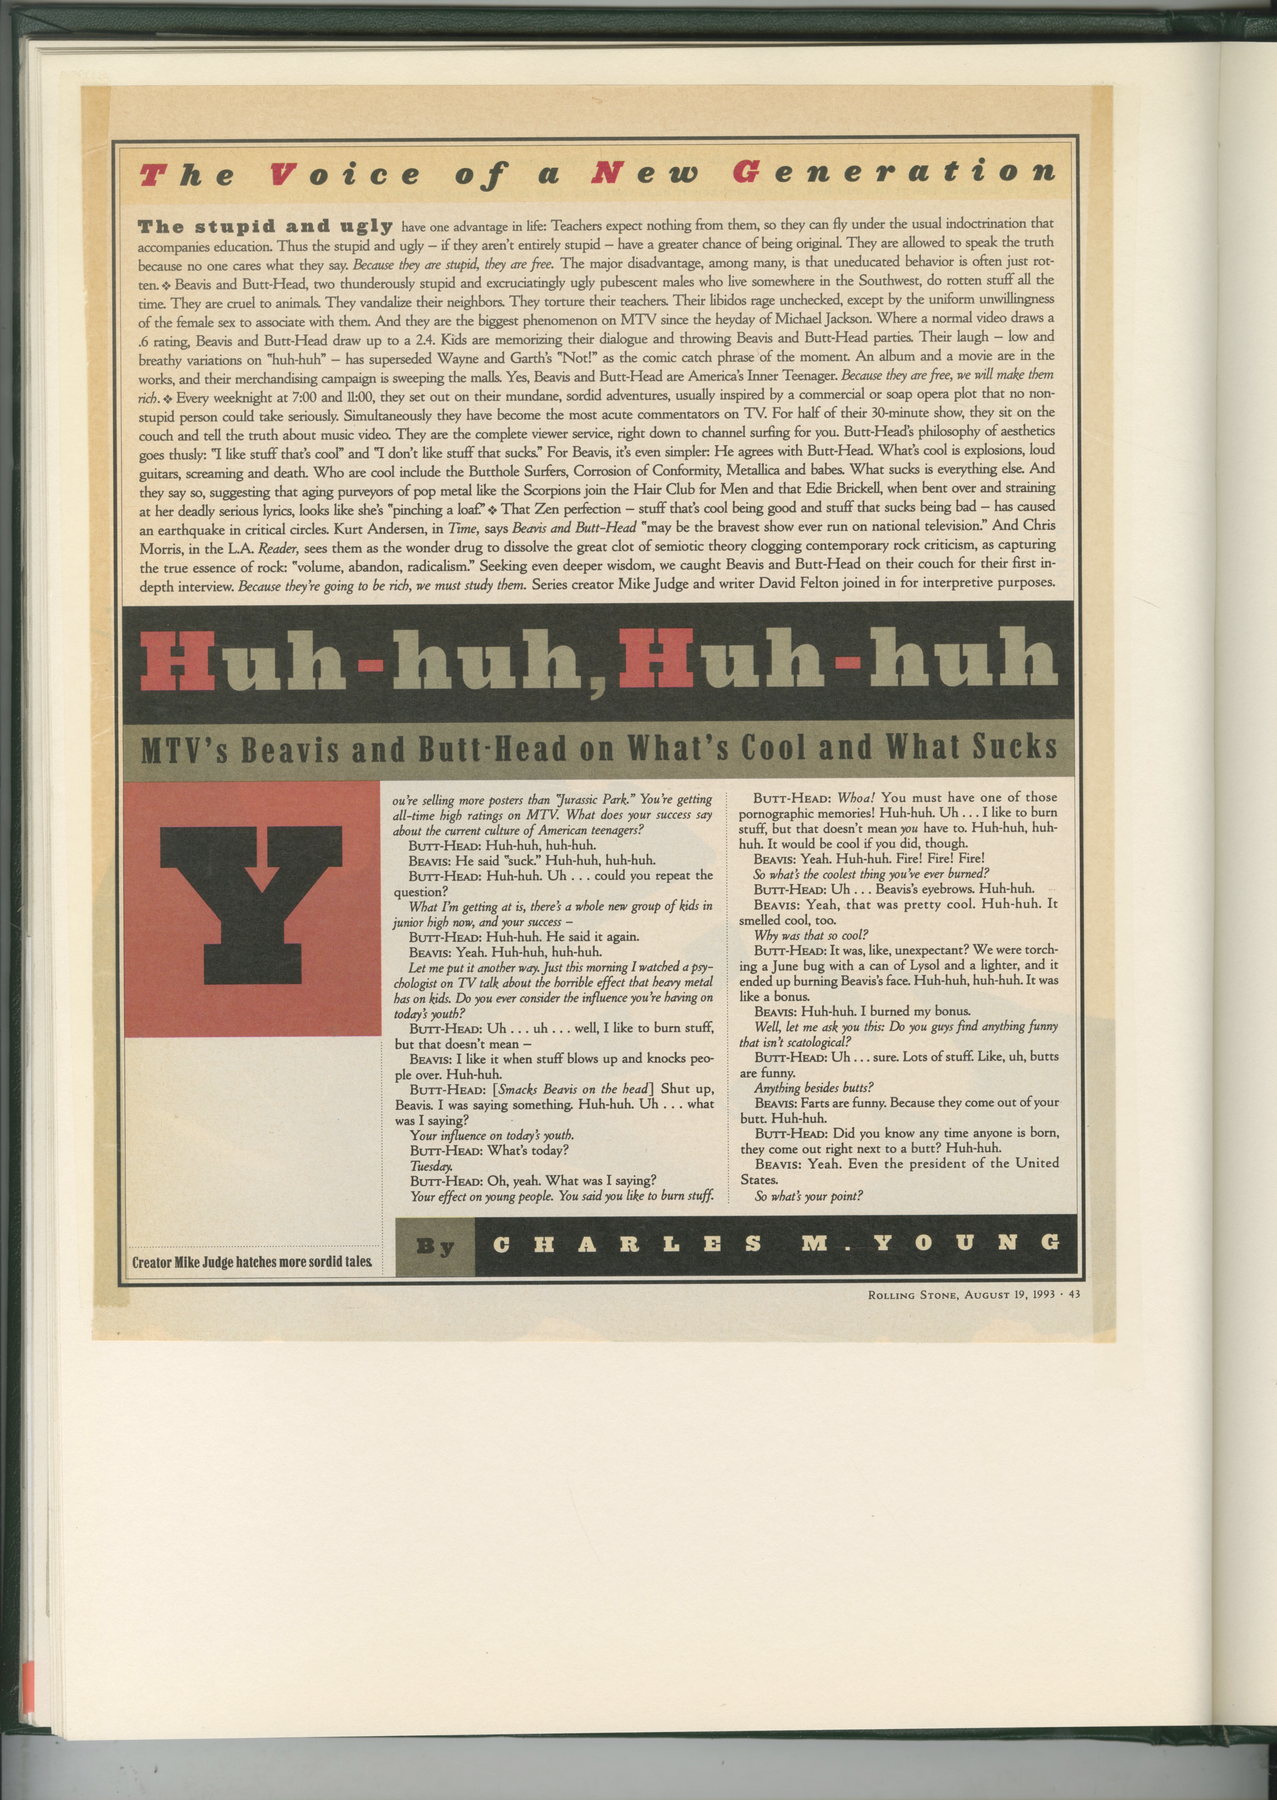 The Voice of a New Generation
The stupid and ugly have one advantage in life: Teachers expect nothing from them, so they can fly under the usual indoctrination that
accompanies education. Thus the stupid and ugly – if they aren't entirely stupid – have a greater chance of being original. They are allowed to speak the truth
because no one cares what they say. Because they are stupid, they are free. The major disadvantage, among many, is that uneducated behavior is often just rot-
ten. ❖ Beavis and Butt-Head, two thunderously stupid and excruciatingly ugly pubescent males who live somewhere in the Southwest, do rotten stuff all the
time. They are cruel to animals. They vandalize their neighbors. They torture their teachers. Their libidos rage unchecked, except by the uniform unwillingness
of the female sex to associate with them. And they are the biggest phenomenon on MTV since the heyday of Michael Jackson. Where a normal video draws a
.6 rating, Beavis and Butt-Head draw up to a 2.4. Kids are memorizing their dialogue and throwing Beavis and Butt-Head parties. Their laugh – low and
breathy variations on "huh-huh" – has superseded Wayne and Garth's "Not!" as the comic catch phrase of the moment. An album and a movie are in the
works, and their merchandising campaign is sweeping the malls. Yes, Beavis and Butt-Head are America's Inner Teenager. Because they are free, we will make them
rich. ❖ Every weeknight at 7:00 and 11:00, they set out on their mundane, sordid adventures, usually inspired by a commercial or soap opera plot that no non-
stupid person could take seriously. Simultaneously they have become the most acute commentators on TV. For half of their 30-minute show, they sit on the
couch and tell the truth about music video. They are the complete viewer service, right down to channel surfing for you. Butt-Head's philosophy of aesthetics
goes thusly: "I like stuff that's cool" and "I don't like stuff that sucks." For Beavis, it's even simpler: He agrees with Butt-Head. What's cool is explosions, loud
guitars, screaming and death. Who are cool include the Butthole Surfers, Corrosion of Conformity, Metallica and babes. What sucks is everything else. And
they say so, suggesting that aging purveyors of pop metal like the Scorpions join the Hair Club for Men and that Edie Brickell, when bent over and straining
at her deadly serious lyrics, looks like she's "pinching a loaf." ❖ That Zen perfection – stuff that's cool being good and stuff that sucks being bad – has caused
an earthquake in critical circles. Kurt Andersen, in Time, says Beavis and Butt-Head "may be the bravest show ever run on national television." And Chris
Morris, in the L.A. Reader, sees them as the wonder drug to dissolve the great clot of semiotic theory clogging contemporary rock criticism, as capturing
the true essence of rock: "volume, abandon, radicalism." Seeking even deeper wisdom, we caught Beavis and Butt-Head on their couch for their first in-
depth interview. Because they're going to be rich, we must study them. Series creator Mike Judge and writer David Felton joined in for interpretive purposes.
Huh-huh, Huh-huh
MTV's Beavis and Butt-Head on What's Cool and What Sucks
Y
ou're selling more posters than "Jurassic Park." You're getting
all-time high ratings on MTV. What does your success say
about the current culture of American teenagers?
BUTT-HEAD: Huh-huh, huh-huh.
BEAVIS: He said "suck." Huh-huh, huh-huh.
BUTT-HEAD: Huh-huh. Uh . . . could you repeat the
question?
What I'm getting at is, there's a whole new group of kids in
junior high now, and your success –
BUTT-HEAD: Huh-huh. He said it again.
BEAVIS: Yeah. Huh-huh, huh-huh.
Let me put it another way. Just this morning I watched a psy-
chologist on TV talk about the horrible effect that heavy metal
has on kids. Do you ever consider the influence you're having on
today's youth?
BUTT-HEAD: Uh . . . uh . . . well, I like to burn stuff,
but that doesn't mean –
BEAVIS: I like it when stuff blows up and knocks peo-
ple over. Huh-huh.
BUTT-HEAD: [Smacks Beavis on the head] Shut up,
Beavis. I was saying something. Huh-huh. Uh . . . what
was I saying?
Your influence on today's youth.
BUTT-HEAD: What's today?
Tuesday.
BUTT-HEAD: Oh, yeah. What was I saying?
Your effect on young people. You said you like to burn stuff.
BUTT-HEAD: Whoa! You must have one of those
pornographic memories! Huh-huh. Uh . . . I like to burn
stuff, but that doesn't mean you have to. Huh-huh, huh-
huh. It would be cool if you did, though.
BEAVIS: Yeah. Huh-huh. Fire! Fire! Fire!
So what's the coolest thing you've ever burned?
BUTT-HEAD: Uh . . . Beavis's eyebrows. Huh-huh.
BEAVIS: Yeah, that was pretty cool. Huh-huh. It
smelled cool, too.
Why was that so cool?
BUTT-HEAD: It was, like, unexpectant? We were torch-
ing a June bug with a can of Lysol and a lighter, and it
ended up burning Beavis's face. Huh-huh, huh-huh. It was
like a bonus.
BEAVIS: Huh-huh. I burned my bonus.
Well, let me ask you this: Do you guys find anything funny
that isn't scatological?
BUTT-HEAD: Uh . . . sure. Lots of stuff. Like, uh, butts
are funny.
Anything besides butts?
BEAVIS: Farts are funny. Because they come out of your
butt. Huh-huh.
BUTT-HEAD: Did you know any time anyone is born,
they come out right next to a butt? Huh-huh.
BEAVIS: Yeah. Even the president of the United
States.
So what's your point?
Creator Mike Judge hatches more sordid tales.
By CHARLES M. YOUNG
ROLLING STONE, AUGUST 19, 1993 · 43